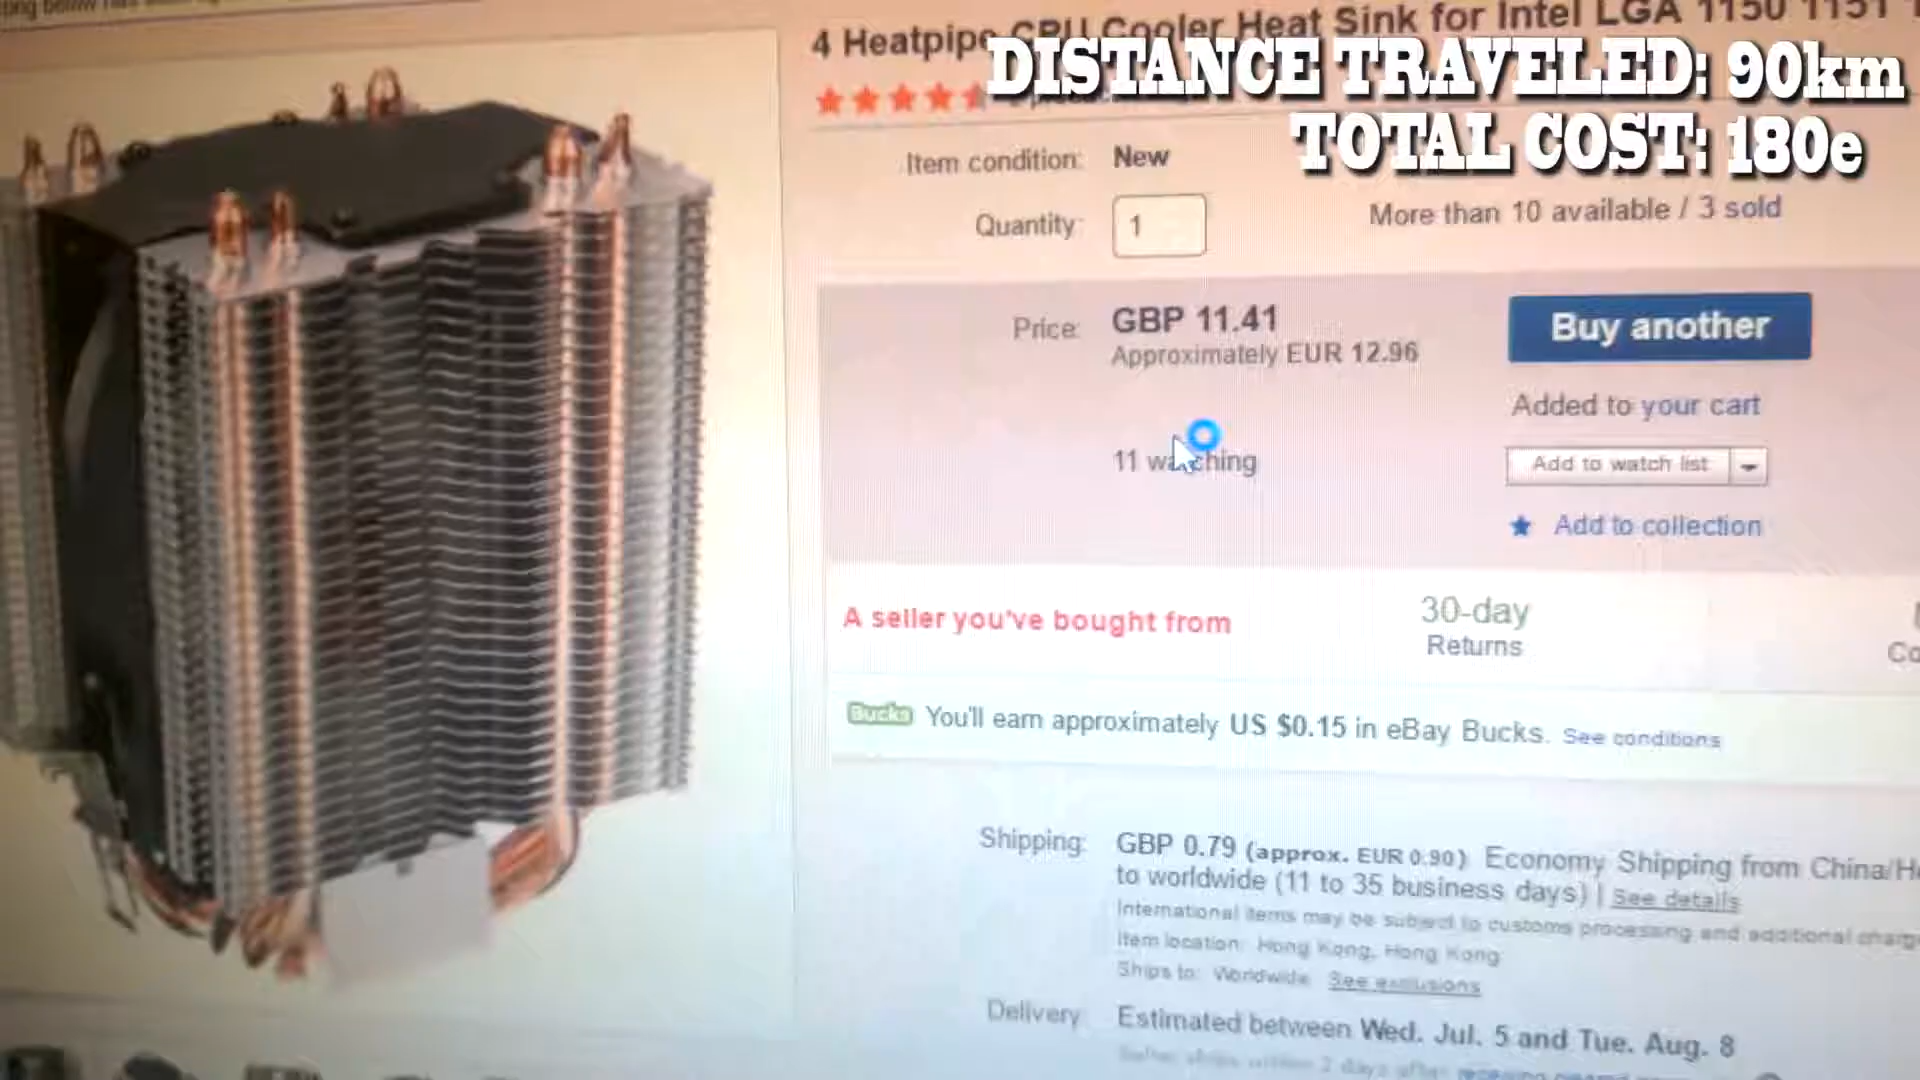 4 Heatpipe CPU Cooler Heat Sink for Intel LGA 1150 1151
DISTANCE TRAVELED: 90km
TOTAL COST: 180e
Item condition: New
Quantity: 1
More than 10 available / 3 sold
Price: GBP 11.41
Approximately EUR 12.96
Buy another
Added to your cart
11 watching
Add to watch list
Add to collection
A seller you've bought from
30-day
Returns
Co
Bucks You'll earn approximately US $0.15 in eBay Bucks. See conditions
Shipping: GBP 0.79 (approx. EUR 0.90) Economy Shipping from China/H
to worldwide (11 to 35 business days) | See details
International items may be subject to customs processing and additional charg
Item location: Hong Kong, Hong Kong
Ships to: Worldwide See exclusions
Delivery: Estimated between Wed. Jul. 5 and Tue. Aug. 8